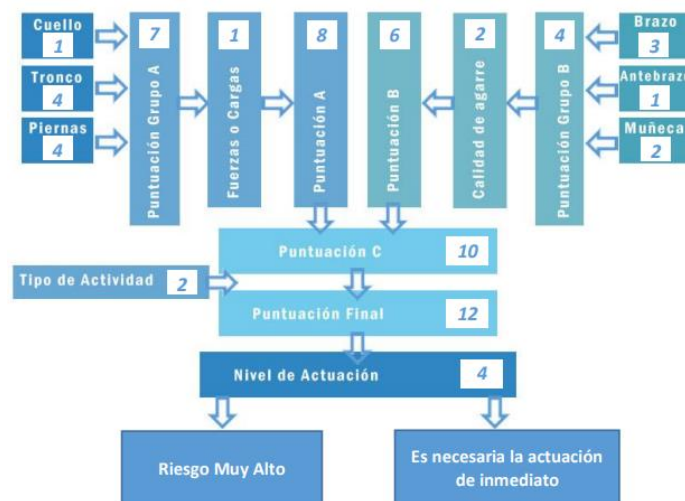 Cuello
1
Tronco
4
Piernas
4
7
Puntuación Grupo A
1
Fuerzas o Cargas
8
Puntuación A
6
Puntuación B
2
Calidad de agarre
4
Puntuación Grupo B
Brazo
3
Antebrazo
1
Muñeca
2
Puntuación C
10
Tipo de Actividad
2
Puntuación Final
12
Nivel de Actuación
4
Riesgo Muy Alto
Es necesaria la actuación
de inmediato